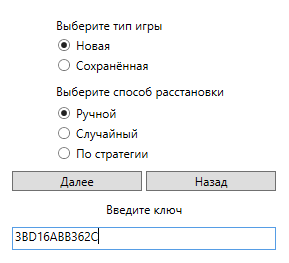 Выберите тип игры
Новая
Сохранённая
Выберите способ расстановки
Ручной
Случайный
По стратегии
Далее Назад
Введите ключ
3BD16ABB362C